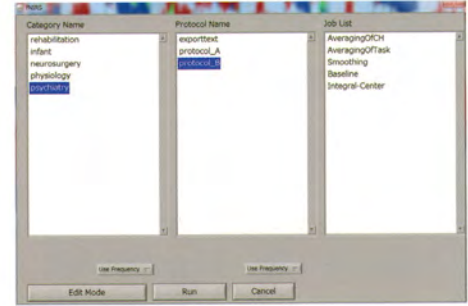 Category Name
rehabilitation
infant
neurosurgery
physiology
psychiatry
Protocol Name
exporttext
protocol_A
protocol_B
Job List
AveragingOfCH
AveragingOfTask
Smoothing
Baseline
Integral-Center
Use Frequency
Use Frequency
Edit Mode
Run
Cancel